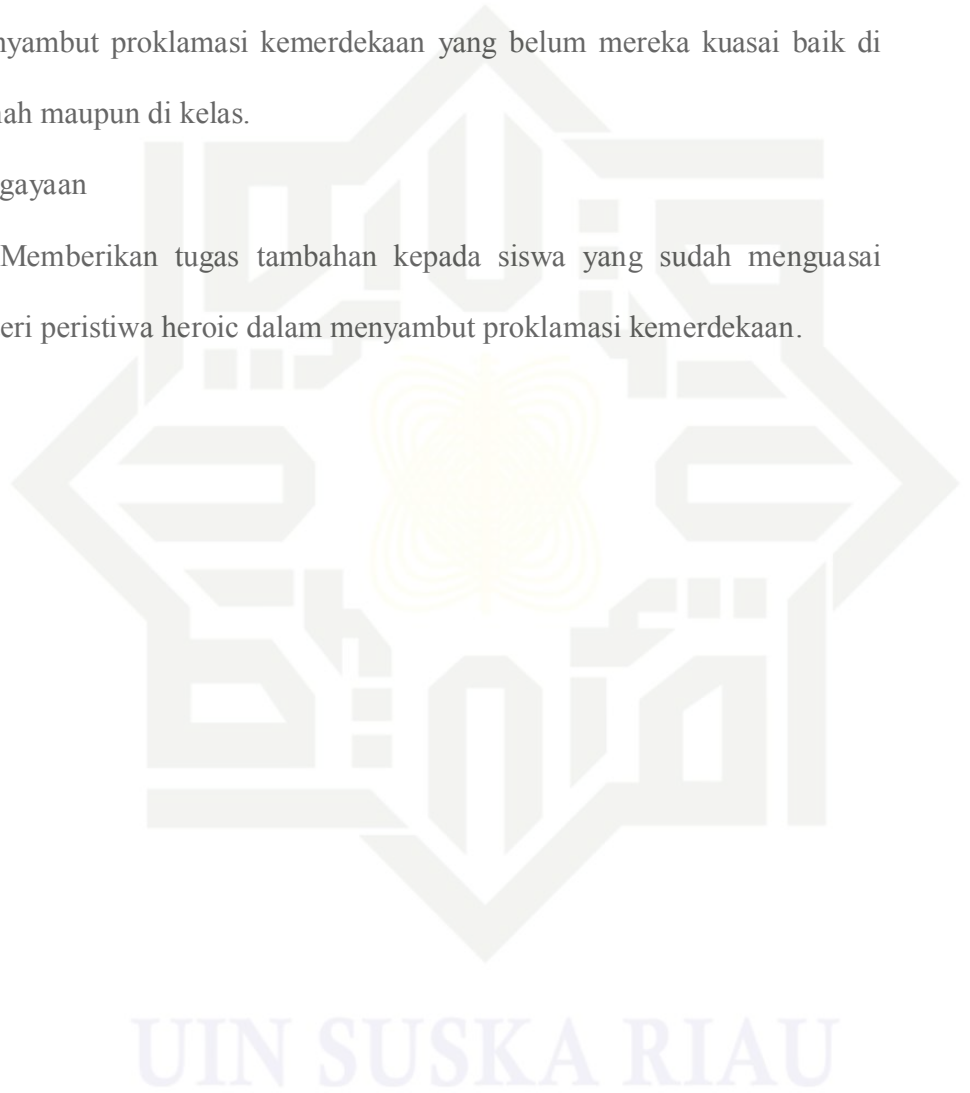 nyambut proklamasi kemerdekaan yang belum mereka kuasai baik di
nah maupun di kelas.
gayaan
Memberikan tugas tambahan kepada siswa yang sudah menguasai
eri peristiwa heroic dalam menyambut proklamasi kemerdekaan.
UIN SUSKA RIAU